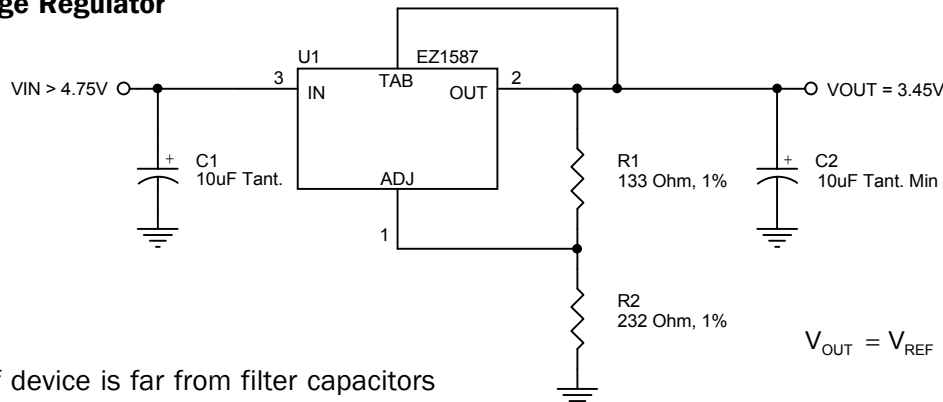 ge Regulator
U1 EZ1587
VIN > 4.75V 3 IN TAB OUT 2 VOUT = 3.45V
+ C1
10uF Tant.
R1
133 Ohm, 1%
+ C2
10uF Tant. Min
ADJ
1
R2
232 Ohm, 1%
VOUT = VREF
f device is far from filter capacitors